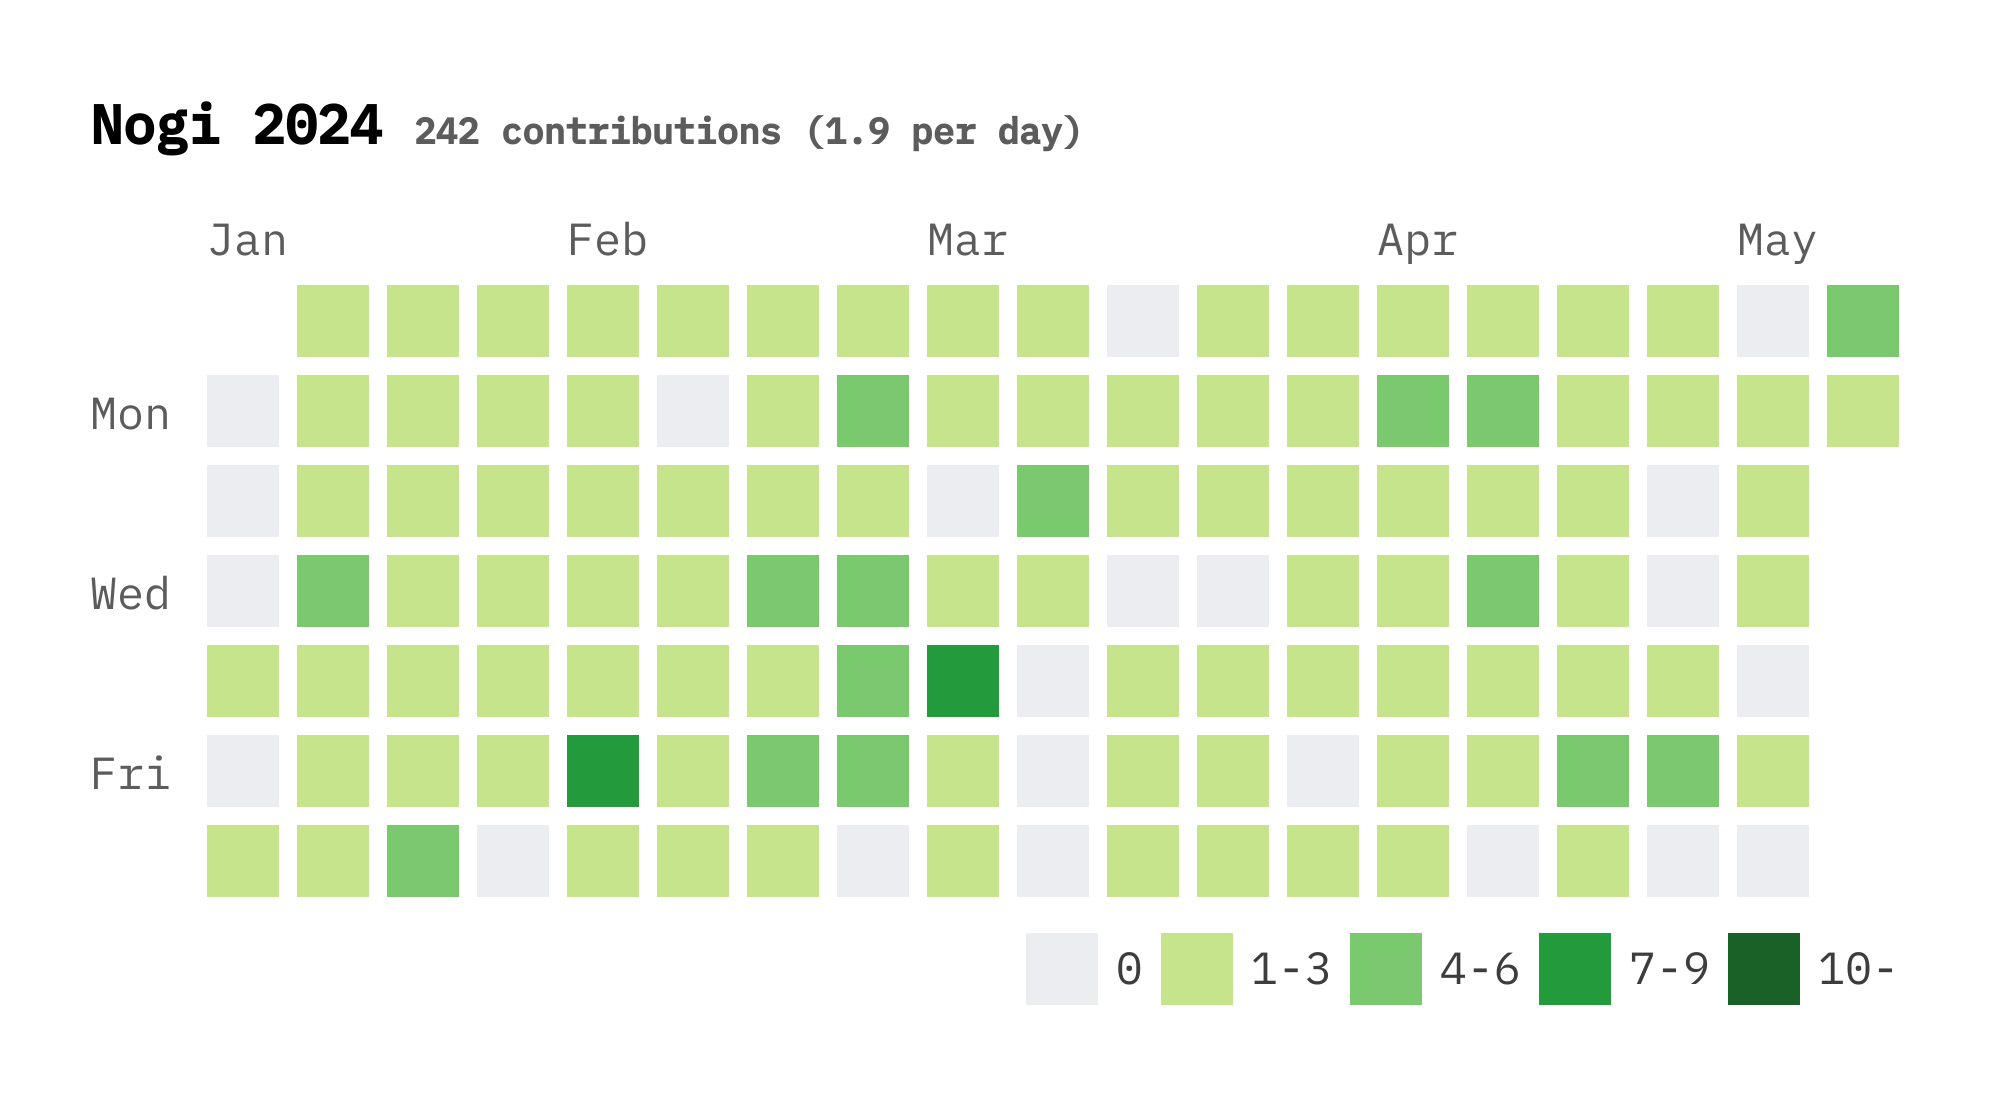 Nogi 2024 242 contributions (1.9 per day)
Jan Feb Mar Apr May
Mon
Wed
Fri
0 1-3 4-6 7-9 10-